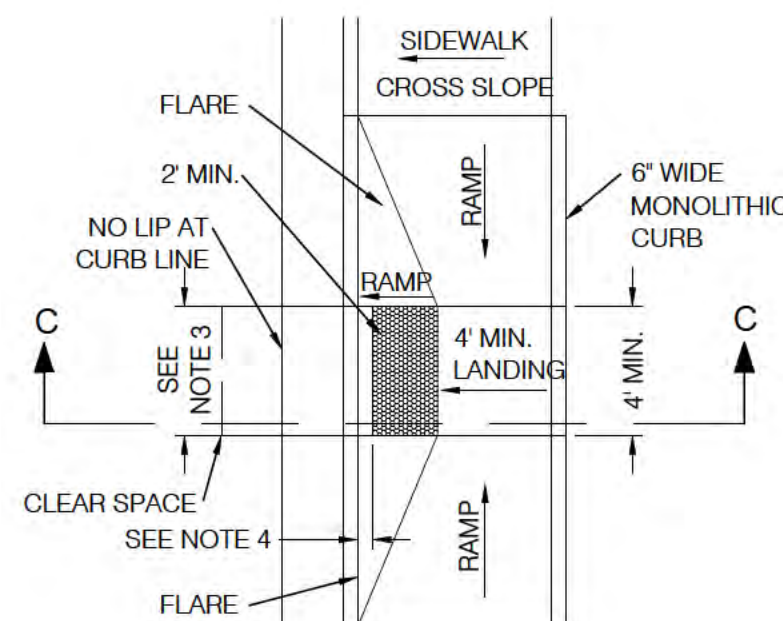 SIDEWALK
CROSS SLOPE
FLARE
2' MIN.
RAMP
6" WIDE
MONOLITHIC
CURB
NO LIP AT
CURB LINE
RAMP
C
SEE
NOTE 3
4' MIN.
LANDING
4' MIN.
C
CLEAR SPACE
SEE NOTE 4
RAMP
FLARE